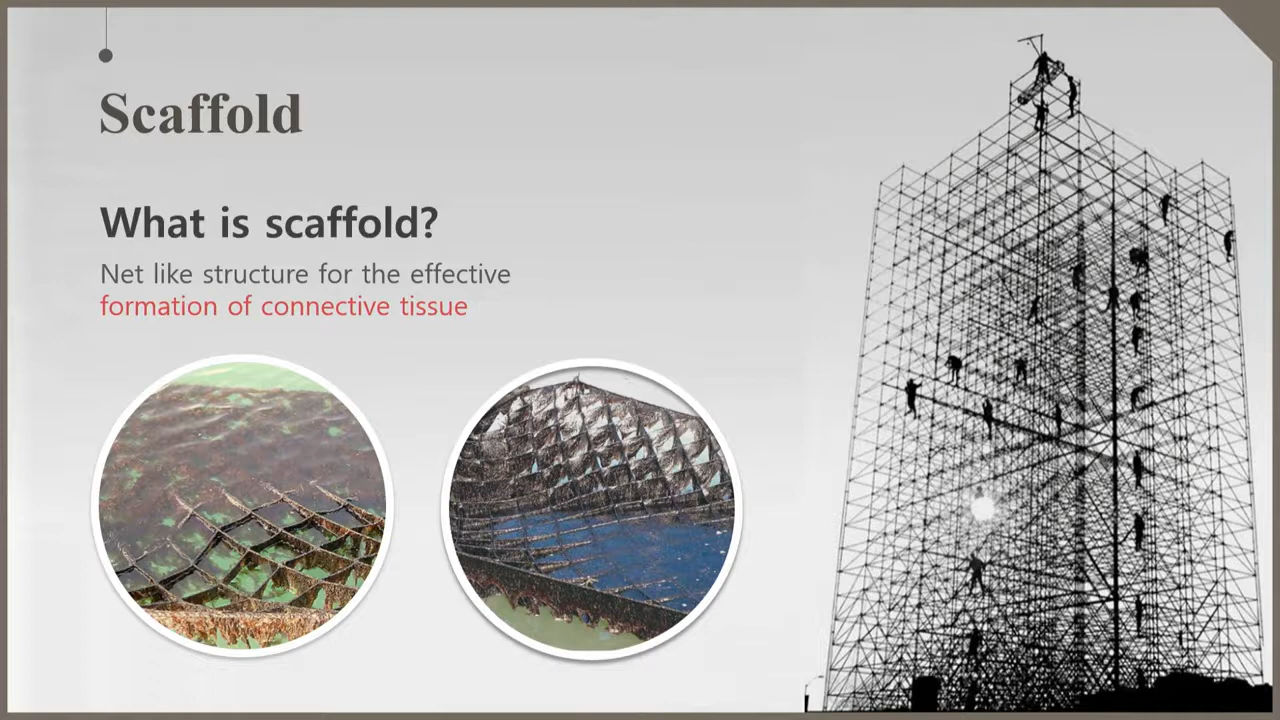 Scaffold
What is scaffold?
Net like structure for the effective
formation of connective tissue